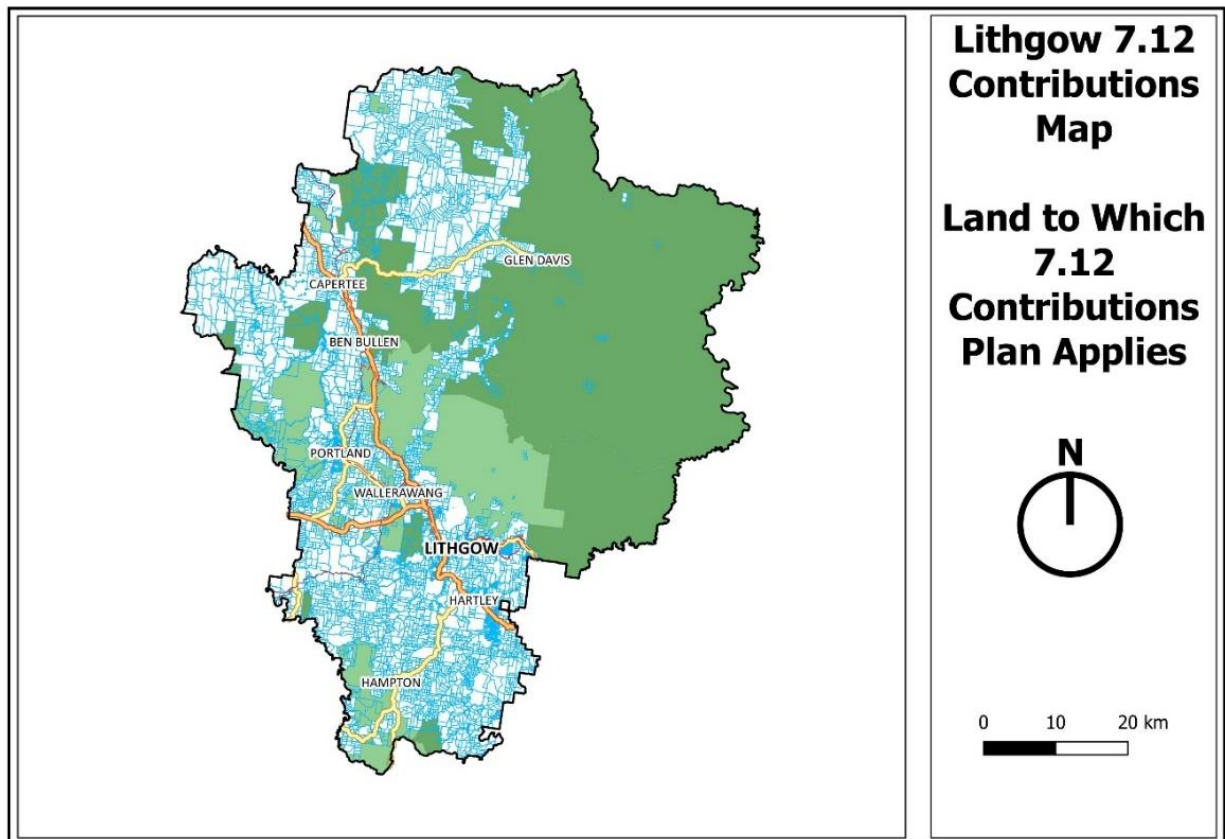 Lithgow 7.12
Contributions
Map
Land to Which
7.12
Contributions
Plan Applies
N
0 10 20 km
GLEN DAVIS
CAPERTEE
BEN BULLEN
PORTLAND
WALLERAWANG
LITHGOW
HARTLEY
HAMPTON